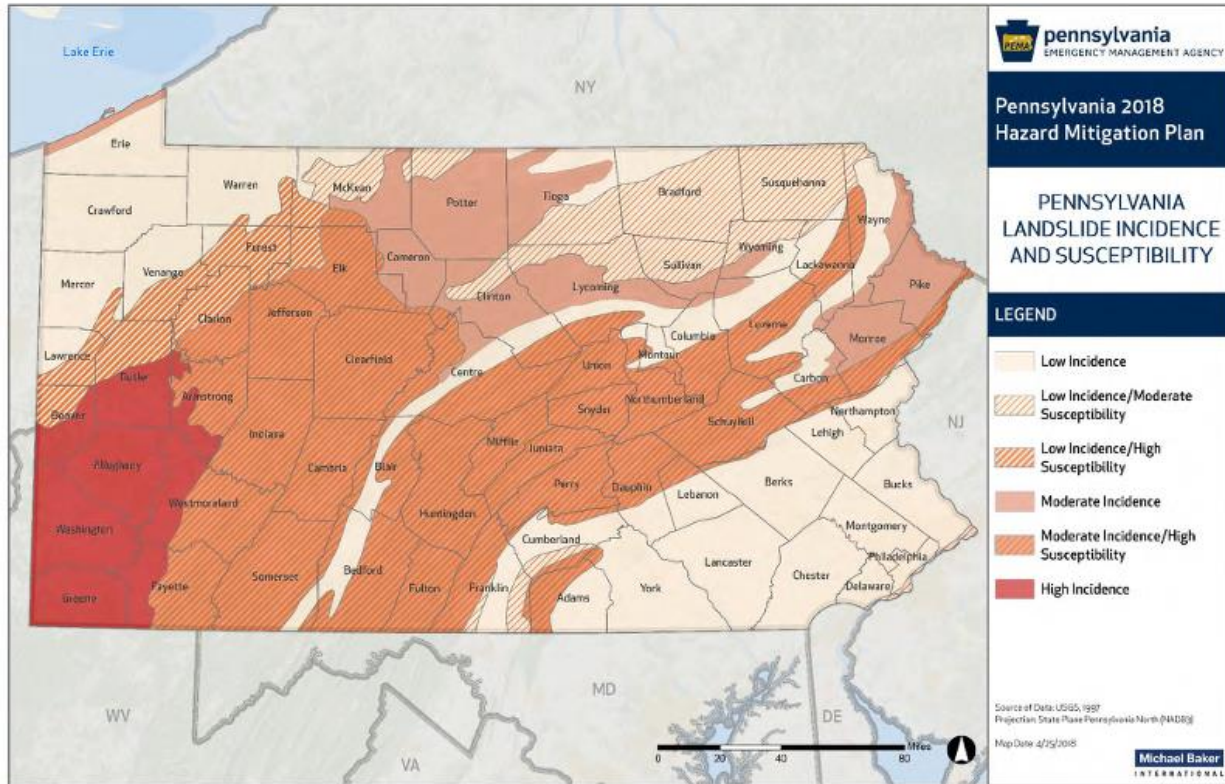 Lake Erie
NY
Erie
Crawford
Warren
McKean
Potter
Tioga
Bradford
Susquehanna
Wayne
Wyoming
Lackawanna
Sullivan
Pike
Forest
Venango
Elk
Cameron
Clinton
Lycoming
Mercer
Clarion
Jefferson
Clearfield
Centre
Columbia
Luzerne
Monroe
Montour
Union
Carbon
Lawrence
Butler
Armstrong
Beaver
Northumberland
Snyder
Schuylkill
Northampton
Lehigh
NJ
Indiana
Mifflin
Juniata
Allegheny
Cambria
Blair
Perry
Dauphin
Lebanon
Berks
Bucks
Westmoreland
Huntingdon
Washington
Cumberland
Montgomery
Philadelphia
Lancaster
Chester
Delaware
Greene
Fayette
Somerset
Bedford
Fulton
Franklin
Adams
York
WV
VA
MD
DE
0 20 40 80
Miles
PEMA
pennsylvania
EMERGENCY MANAGEMENT AGENCY
Pennsylvania 2018
Hazard Mitigation Plan
PENNSYLVANIA
LANDSLIDE INCIDENCE
AND SUSCEPTIBILITY
LEGEND
Low Incidence
Low Incidence/Moderate
Susceptibility
Low Incidence/High
Susceptibility
Moderate Incidence
Moderate Incidence/High
Susceptibility
High Incidence
Source of Data: USGS, 1997
Projection: State Plane Pennsylvania North (NAD83)
Map Date: 4/25/2018
Michael Baker
INTERNATIONAL